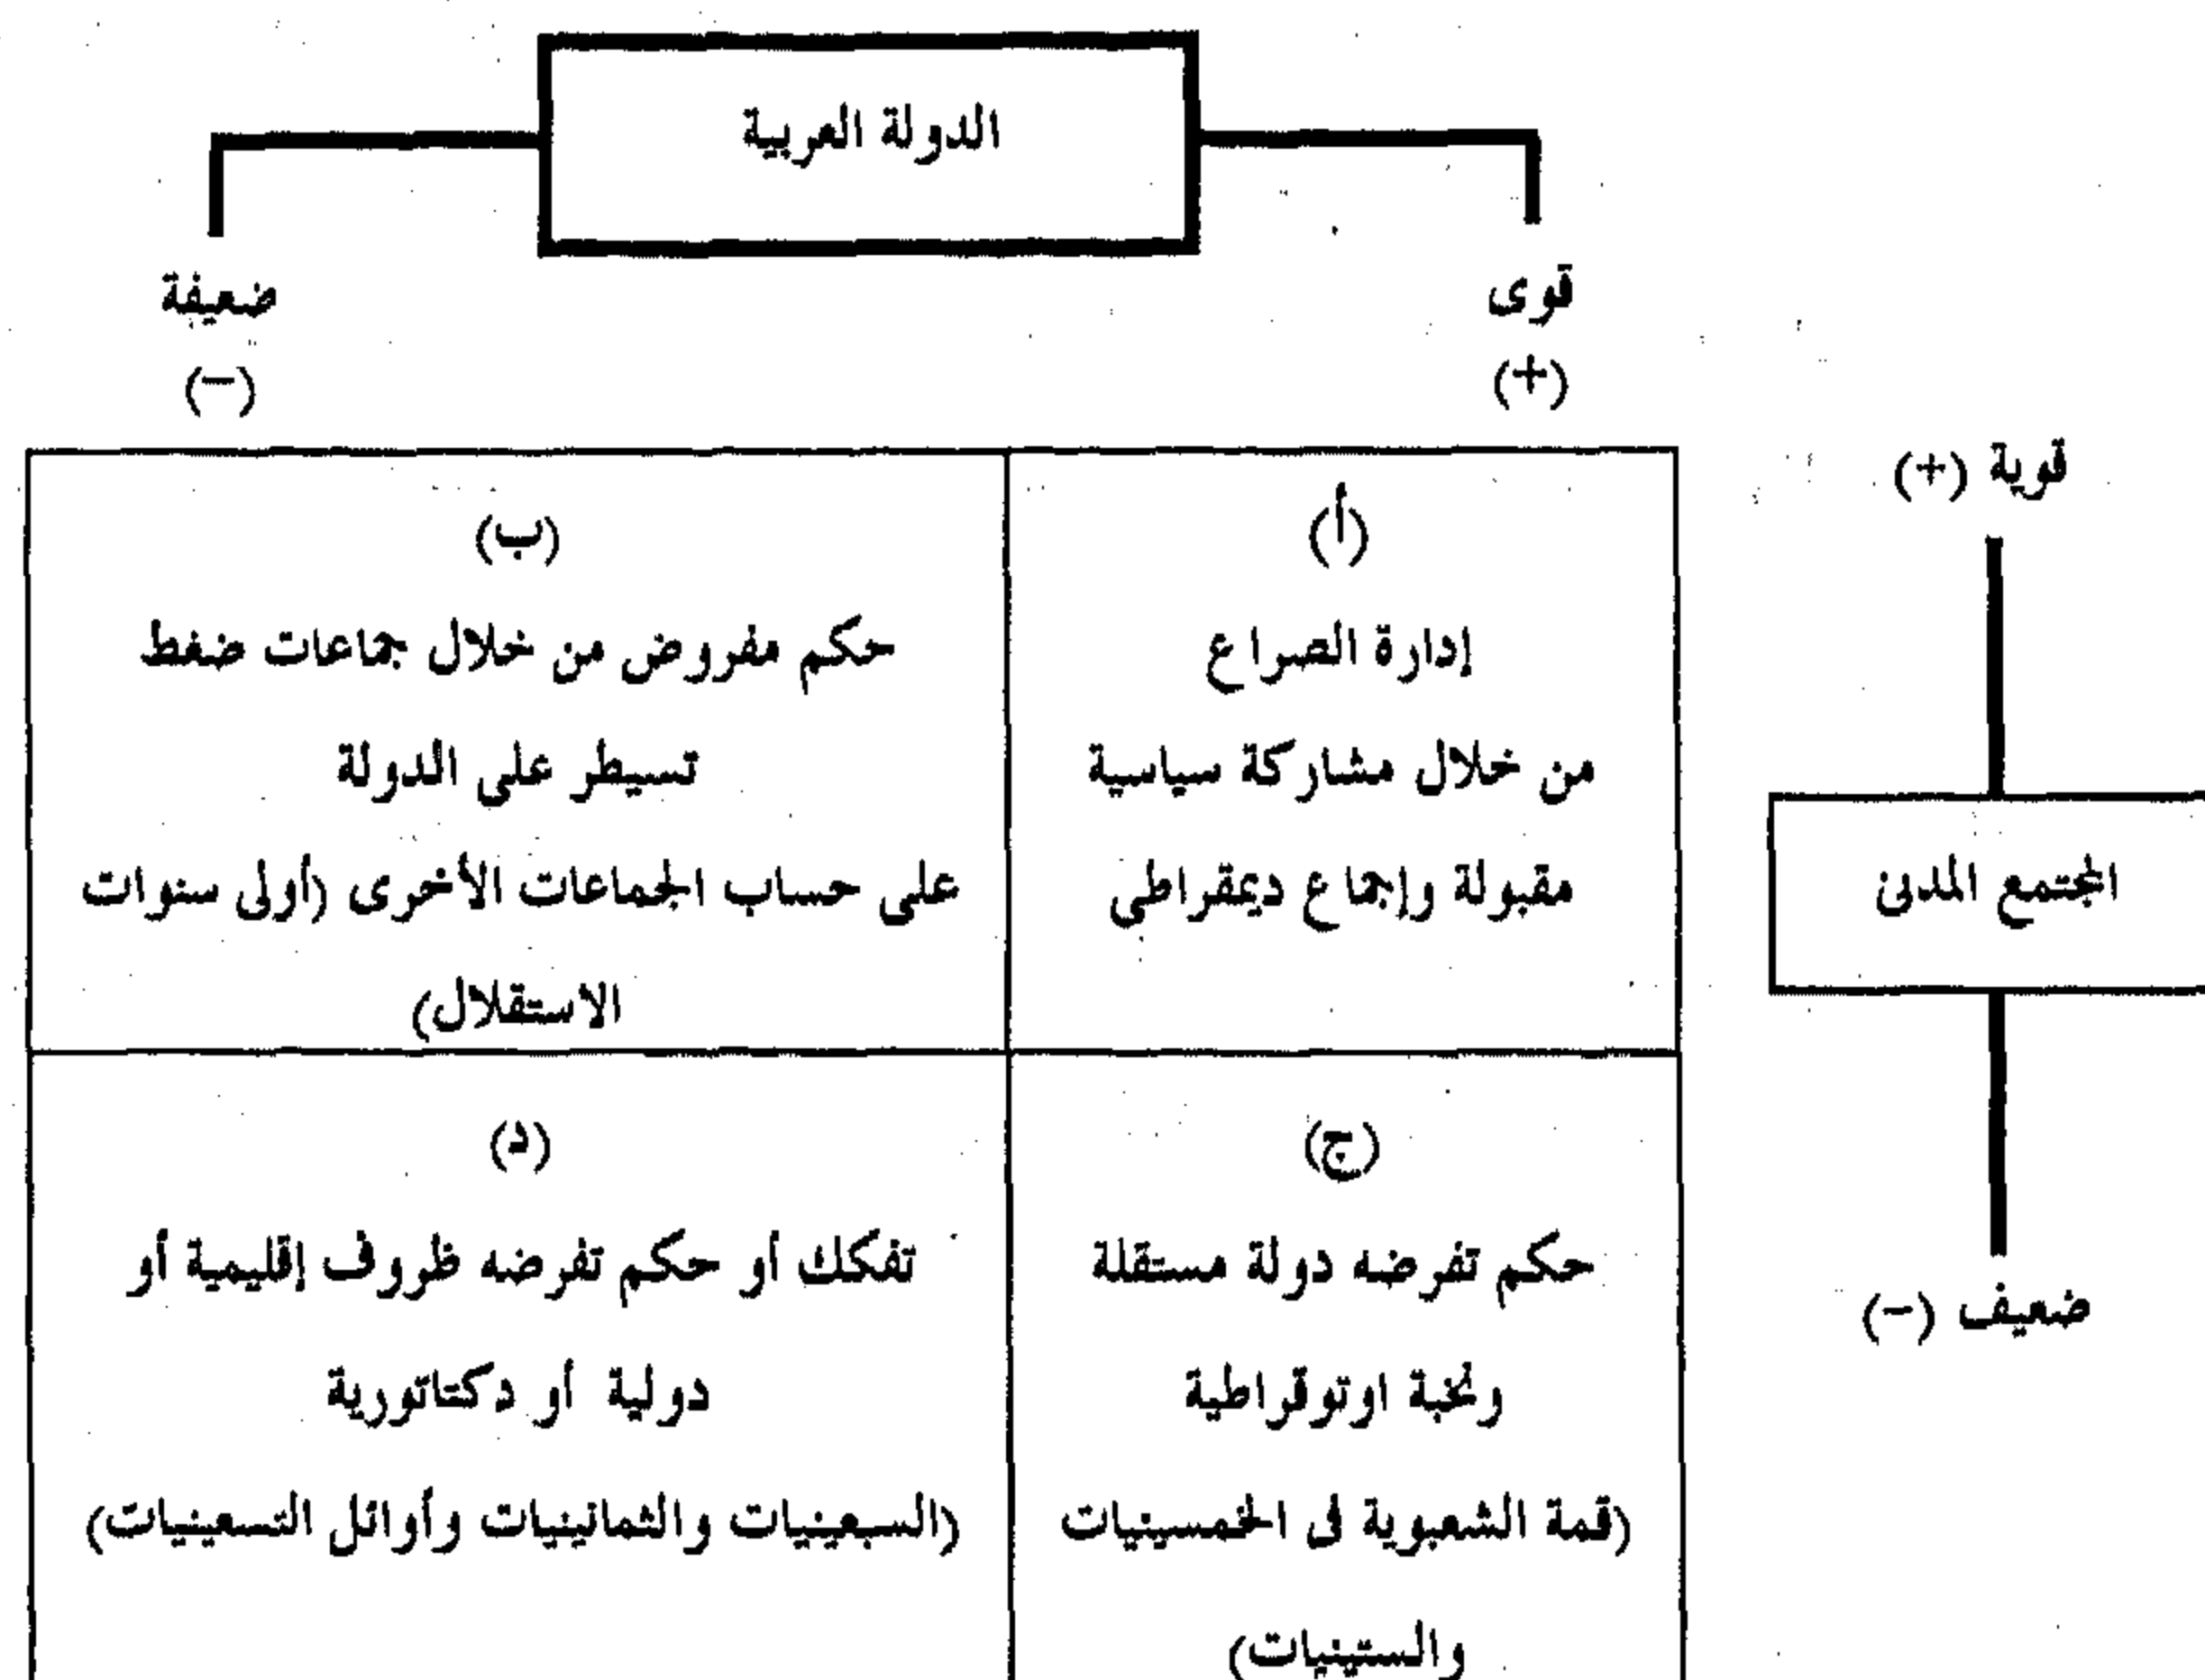 الدولة العربية
قوى
(+)
ضعيفة
(–)
قوية (+)
المجتمع المدنى
ضعيف (–)
(أ)
إدارة الصراع
من خلال مشاركة سياسية
مقبولة وإجماع ديمقراطى
(ب)
حكم مفروض من خلال جماعات ضغط
تسيطر على الدولة
على حساب الجماعات الأخرى (أولى سنوات
الاستقلال)
(ج)
حكم تفرضه دولة مستقلة
ونخبة اوتوقراطية
(قمة الشعبوية فى الخمسينيات
والستينيات)
(د)
تفكك أو حكم تفرضه ظروف إقليمية أو
دولية أو دكتاتورية
(السبعينيات والثمانينيات وأوائل التسعينيات)